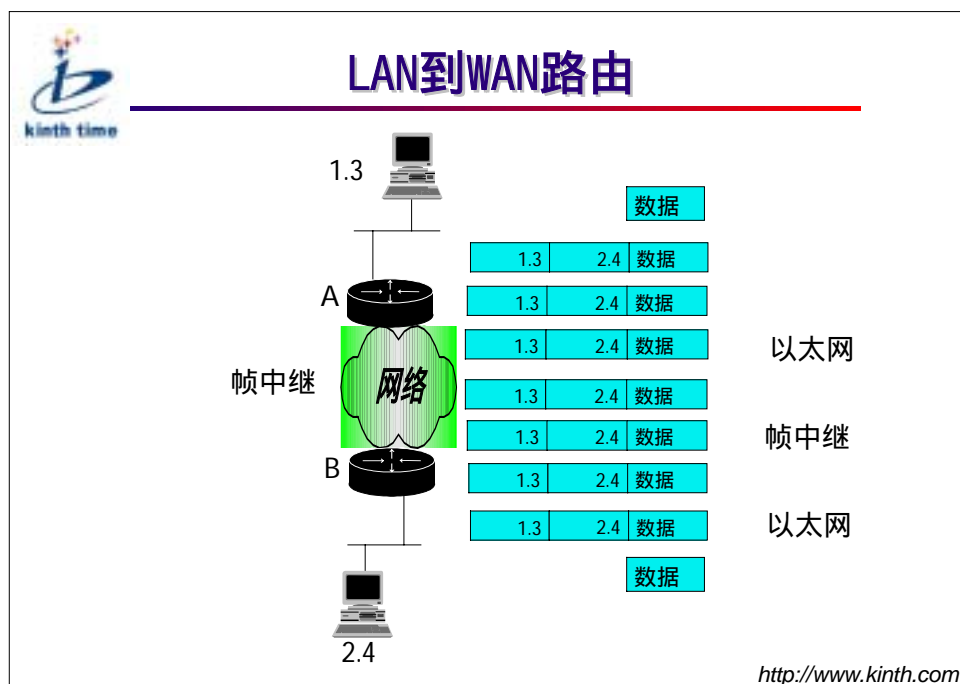 LAN到WAN路由
kinth time
1.3
数据
1.3 2.4 数据
A
1.3 2.4 数据
1.3 2.4 数据
以太网
帧中继
网络
1.3 2.4 数据
1.3 2.4 数据
帧中继
B
1.3 2.4 数据
1.3 2.4 数据
以太网
数据
2.4
http://www.kinth.com